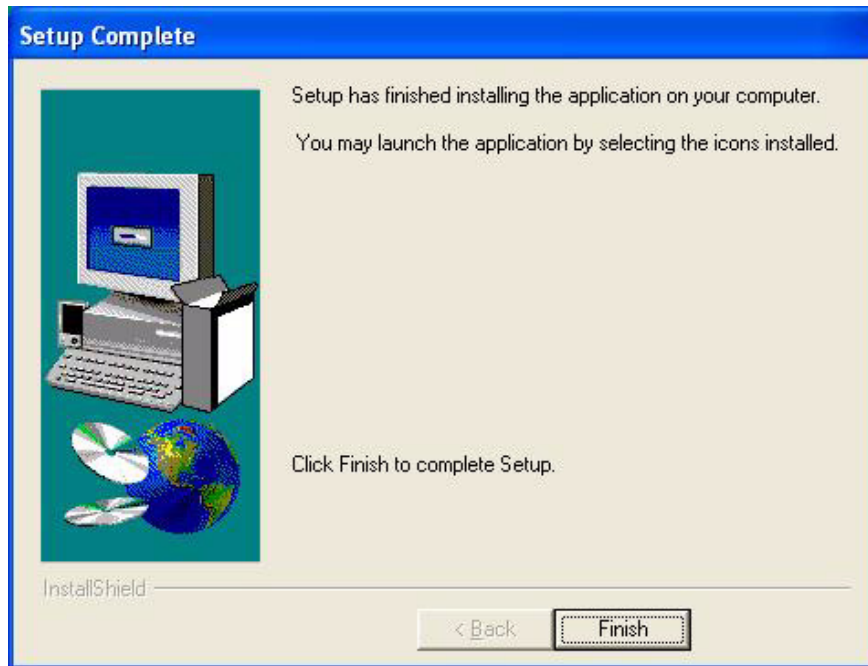 Setup Complete
Setup has finished installing the application on your computer.
You may launch the application by selecting the icons installed.
Click Finish to complete Setup.
InstallShield
< Back
Finish